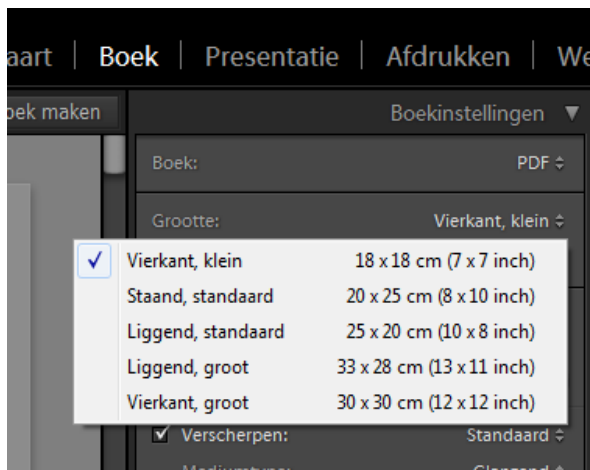 aart | Boek | Presentatie | Afdrukken | We
oek maken
Boekinstellingen
Boek: PDF
Grootte: Vierkant, klein
Vierkant, klein 18 x 18 cm (7 x 7 inch)
Staand, standaard 20 x 25 cm (8 x 10 inch)
Liggend, standaard 25 x 20 cm (10 x 8 inch)
Liggend, groot 33 x 28 cm (13 x 11 inch)
Vierkant, groot 30 x 30 cm (12 x 12 inch)
Verscherpen: Standaard